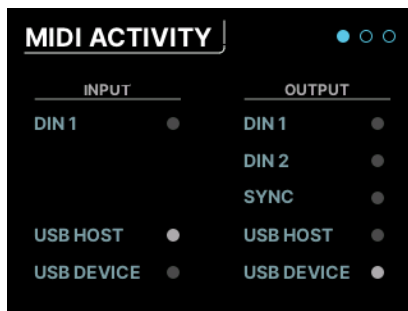 MIDI ACTIVITY
INPUT OUTPUT
DIN 1 DIN 1
DIN 2
SYNC
USB HOST USB HOST
USB DEVICE USB DEVICE